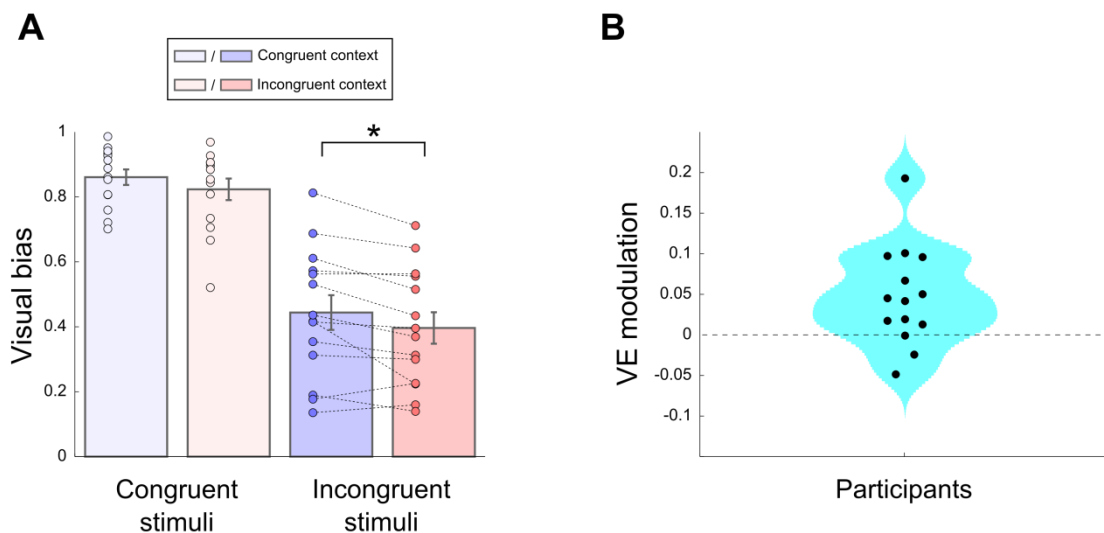 A
/ Congruent context
/ Incongruent context
*
1
0.8
0.6
0.4
0.2
0
Visual bias
Congruent
stimuli
Incongruent
stimuli
B
0.2
0.15
0.1
0.05
0
-0.05
-0.1
VE modulation
Participants